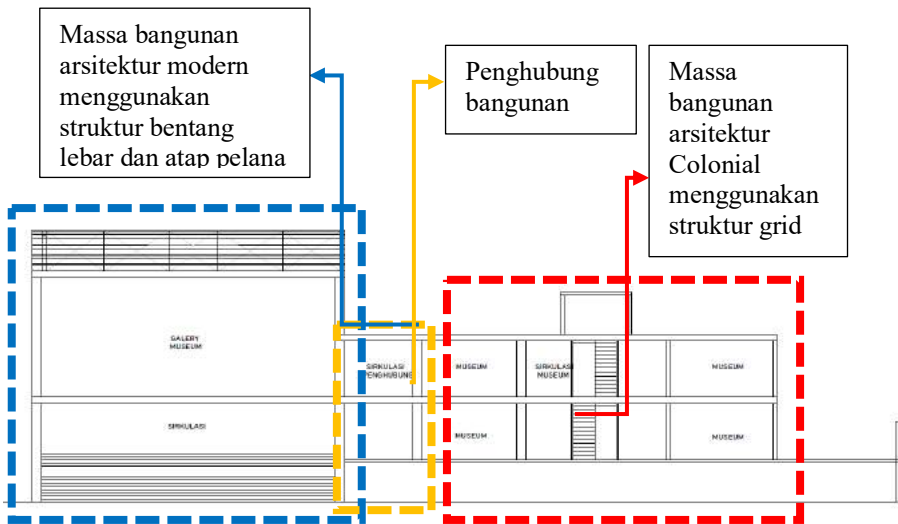 Massa bangunan
arsitektur modern
menggunakan
struktur bentang
lebar dan atap pelana
Penghubung
bangunan
Massa
bangunan
arsitektur
Colonial
menggunakan
struktur grid
GALERY
MUSEUM
SIRKULASI
SIRKULASI
PENGHUBUNG
MUSEUM
SIRKULASI
MUSEUM
MUSEUM
MUSEUM
MUSEUM